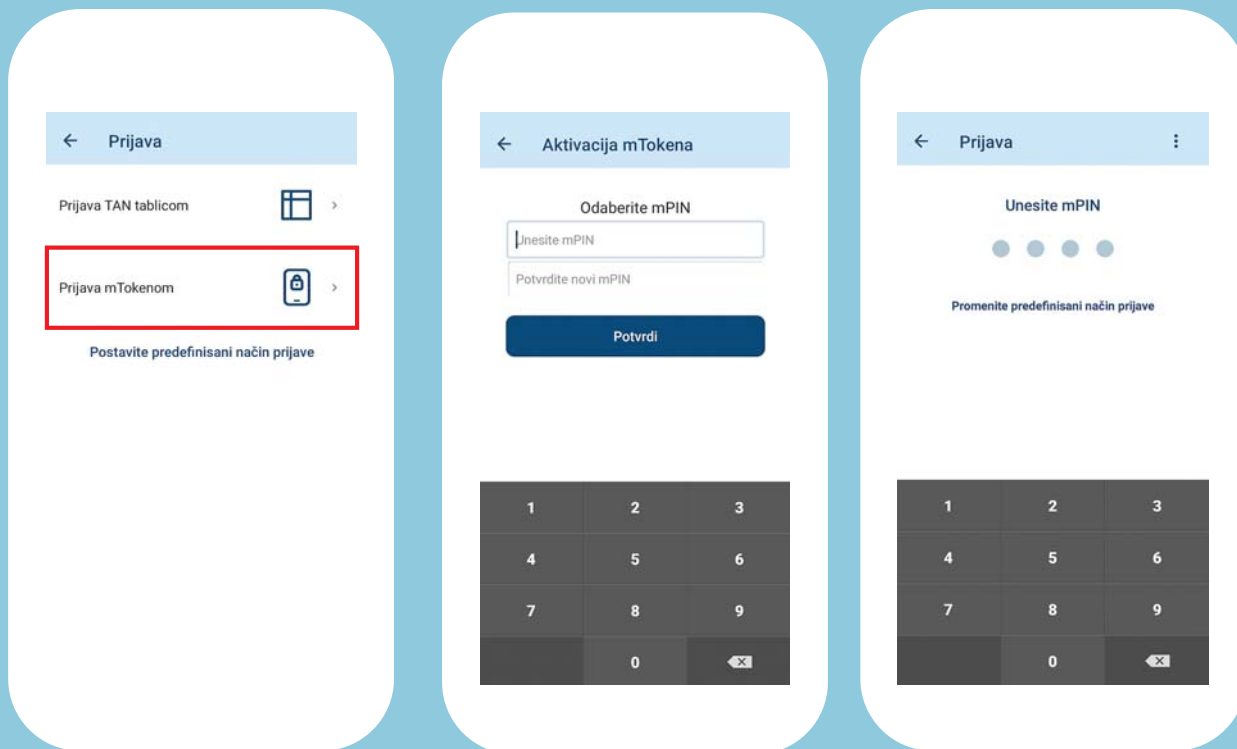 Prijava
Prijava TAN tablicom
Prijava mTokenom
Postavite predefinisani način prijave
Aktivacija mTokena
Odaberite mPIN
Unesite mPIN
Potvrdite novi mPIN
Potvrdi
1 2 3
4 5 6
7 8 9
0
Prijava
Unesite mPIN
Promenite predefinisani način prijave
1 2 3
4 5 6
7 8 9
0